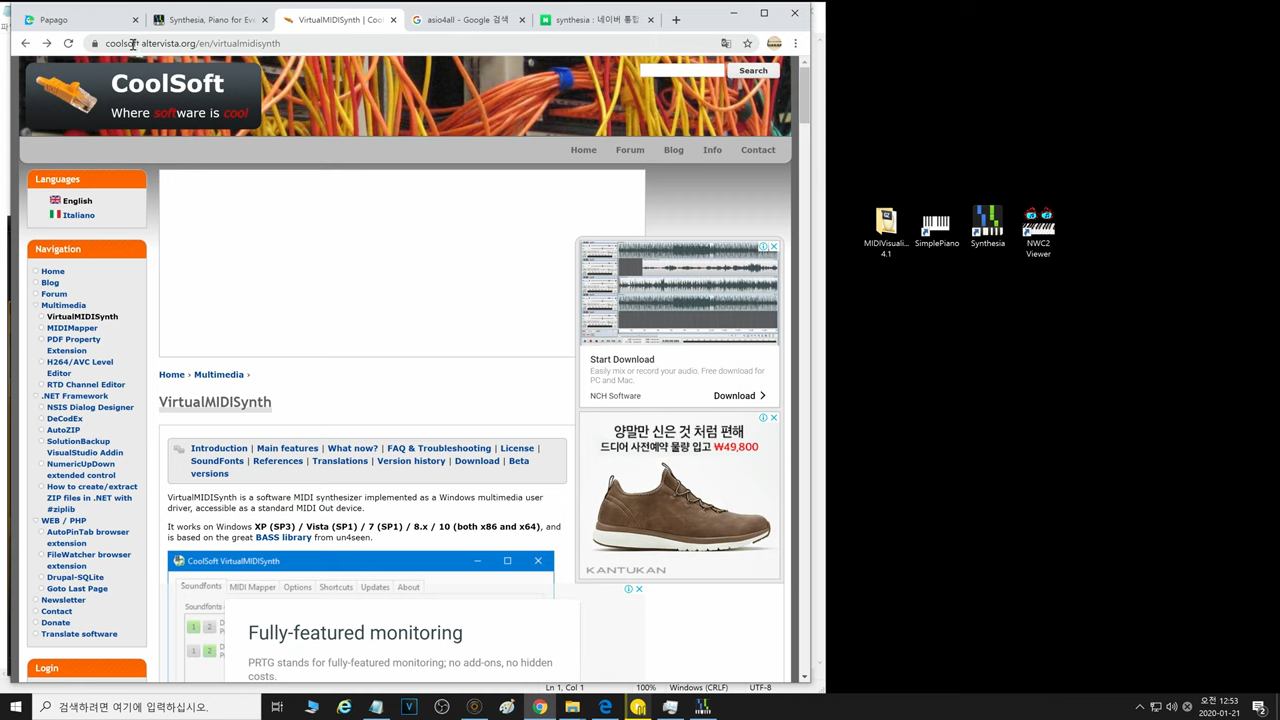 Papago
Synthesia, Piano for Eve
VirtualMIDISynth | Cool
asio4all - Google 검색
synthesia : 네이버 통합
coolsoft.altervista.org/en/virtualmidisynth
CoolSoft
Where software is cool
Search
Home
Forum
Blog
Info
Contact
Languages
English
Italiano
Navigation
Home
Blog
Forum
Multimedia
VirtualMIDISynth
MIDIMapper
PDF Property
Extension
H264/AVC Level
Editor
RTD Channel Editor
.NET Framework
NSIS Dialog Designer
DeCodEx
AutoZIP
SolutionBackup
VisualStudio Addin
NumericUpDown
extended control
How to create/extract
ZIP files in .NET with
#ziplib
WEB / PHP
AutoPinTab browser
extension
FileWatcher browser
extension
Drupal-SQLite
Goto Last Page
Newsletter
Contact
Donate
Translate software
Login
Home › Multimedia ›
VirtualMIDISynth
Introduction | Main features | What now? | FAQ & Troubleshooting | License |
SoundFonts | References | Translations | Version history | Download | Beta
versions
VirtualMIDISynth is a software MIDI synthesizer implemented as a Windows multimedia user
driver, accessible as a standard MIDI Out device.
It works on Windows XP (SP3) / Vista (SP1) / 7 (SP1) / 8.x / 10 (both x86 and x64), and
is based on the great BASS library from un4seen.
CoolSoft VirtualMIDISynth
Soundfonts
MIDI Mapper
Options
Shortcuts
Updates
About
Soundfonts
1 2
1 2
Fully-featured monitoring
PRTG stands for fully-featured monitoring; no add-ons, no hidden
costs.
Start Download
Easily mix or record your audio. Free download for
PC and Mac.
NCH Software
Download
양말만 신은 것 처럼 편해
드디어 사전예약 물량 입고 ₩49,800
KANTUKAN
MIDIVisuali...
4.1
SimplePiano
Synthesia
NWC2
Viewer
Ln 1, Col 1
100%
Windows (CRLF)
UTF-8
검색하려면 여기에 입력하십시오.
오전 12:53
2020-01-21
2